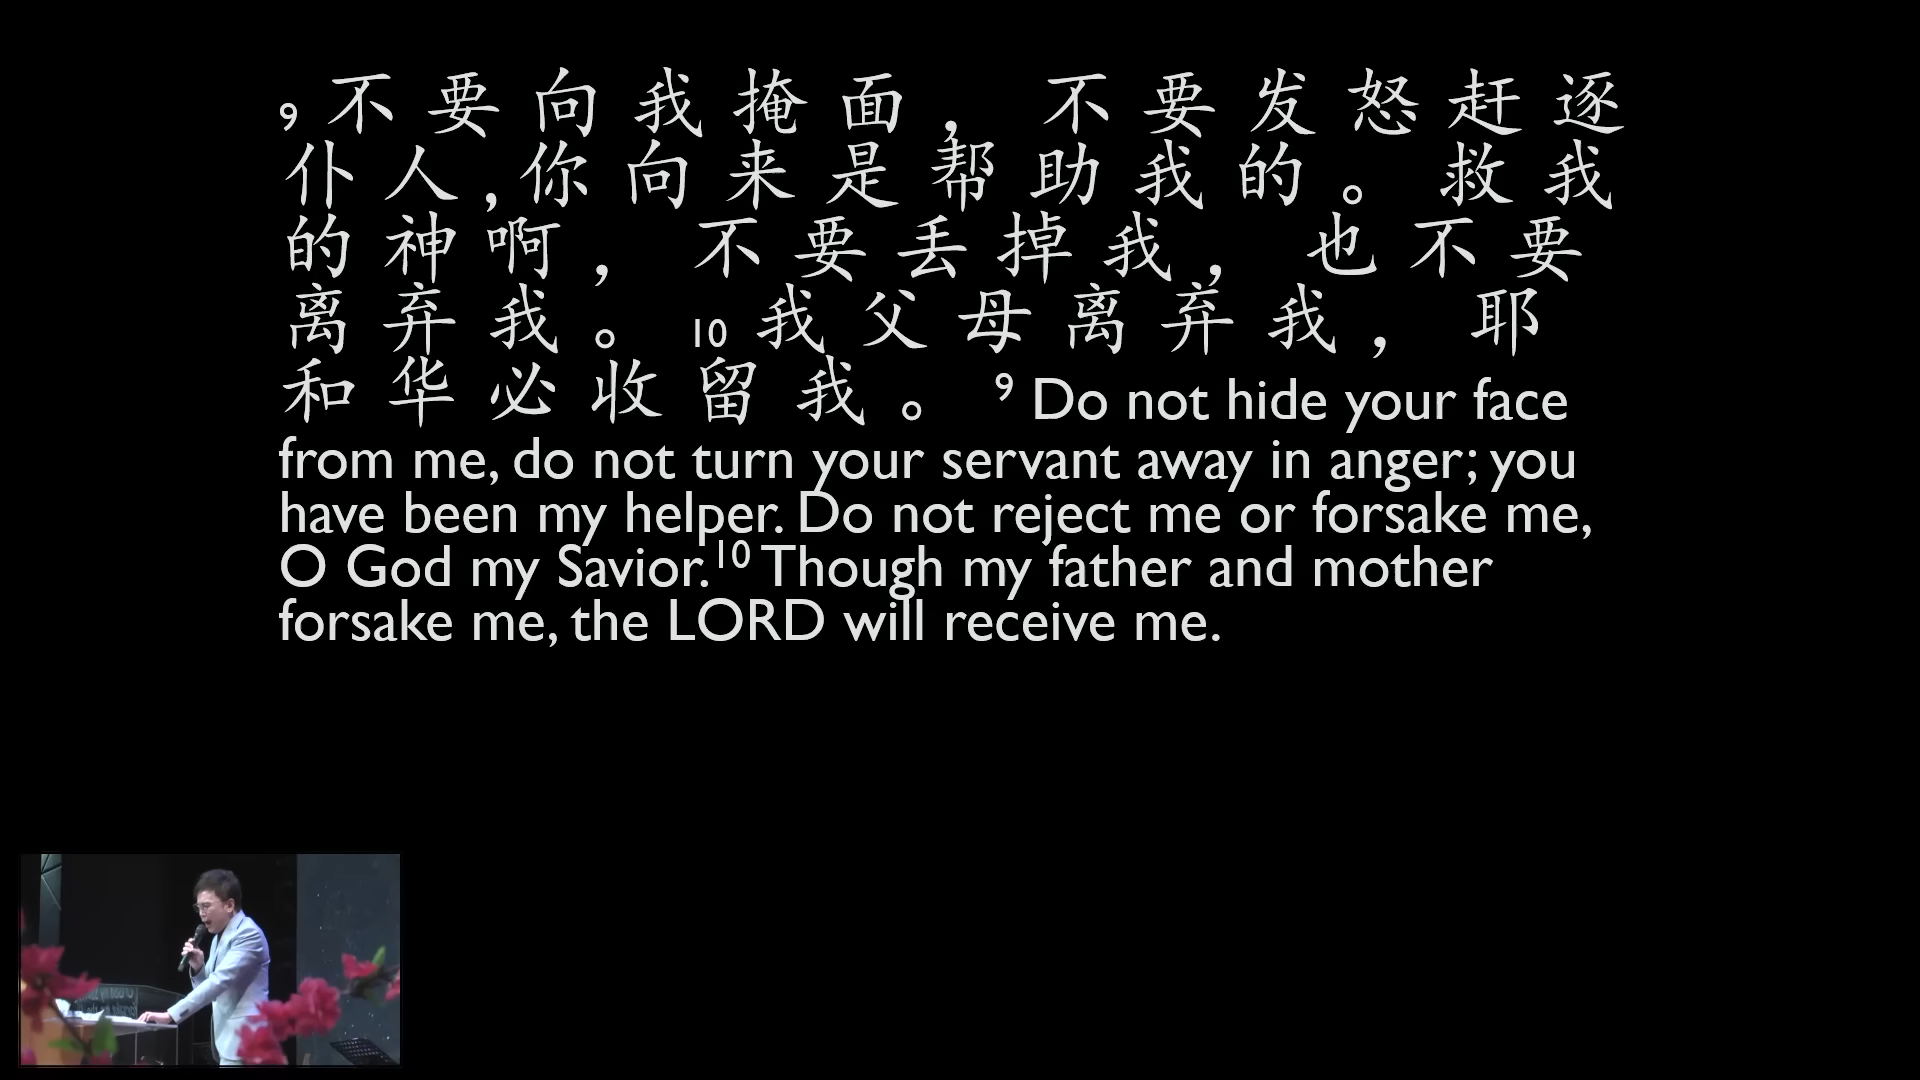 9 不要向我掩面，不要发怒赶逐
仆人,你向来是帮助我的。救我
的神啊，不要丢掉我，也不要
离弃我。10 我父母离弃我，耶
和华必收留我。 9 Do not hide your face
from me, do not turn your servant away in anger; you
have been my helper. Do not reject me or forsake me,
O God my Savior.10 Though my father and mother
forsake me, the LORD will receive me.